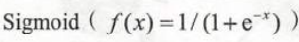 Sigmoid ( f(x)=1/(1+e⁻ˣ) )